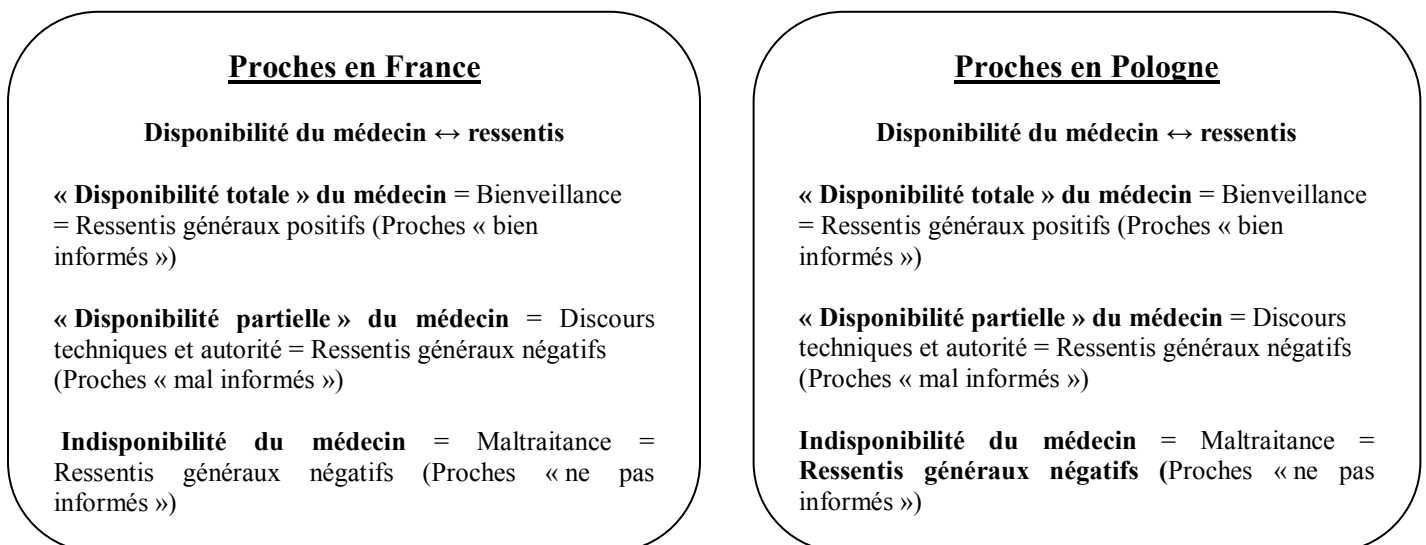 Proches en France
Disponibilité du médecin ↔ ressentis
« Disponibilité totale » du médecin = Bienveillance
= Ressentis généraux positifs (Proches « bien
informés »)
« Disponibilité partielle » du médecin = Discours
techniques et autorité = Ressentis généraux négatifs
(Proches « mal informés »)
Indisponibilité du médecin = Maltraitance =
Ressentis généraux négatifs (Proches « ne pas
informés »)
Proches en Pologne
Disponibilité du médecin ↔ ressentis
« Disponibilité totale » du médecin = Bienveillance
= Ressentis généraux positifs (Proches « bien
informés »)
« Disponibilité partielle » du médecin = Discours
techniques et autorité = Ressentis généraux négatifs
(Proches « mal informés »)
Indisponibilité du médecin = Maltraitance =
Ressentis généraux négatifs (Proches « ne pas
informés »)